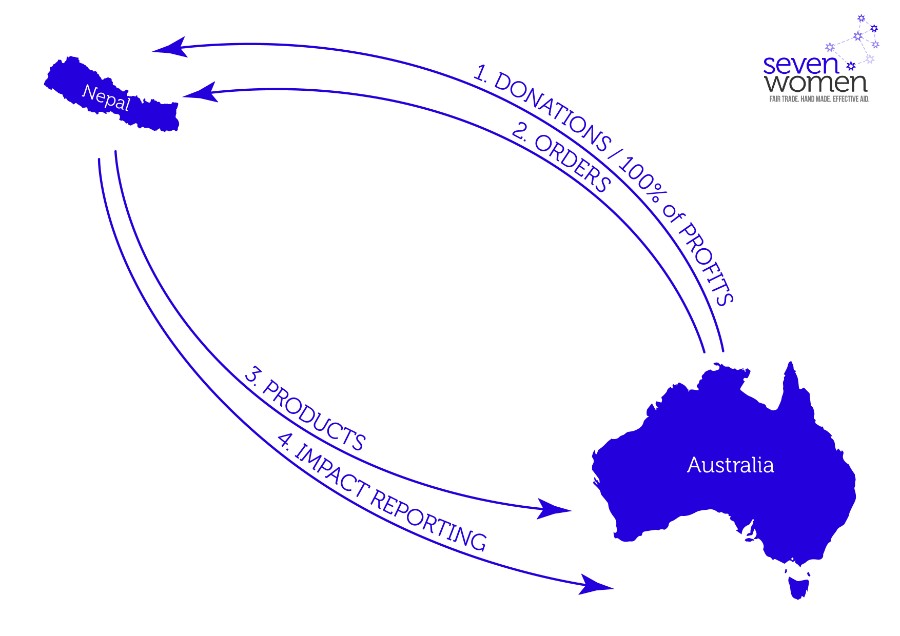 seven
women
FAIR TRADE. HAND MADE. EFFECTIVE AID.
Nepal
1. DONATIONS / 100% of PROFITS
2. ORDERS
3. PRODUCTS
4. IMPACT REPORTING
Australia